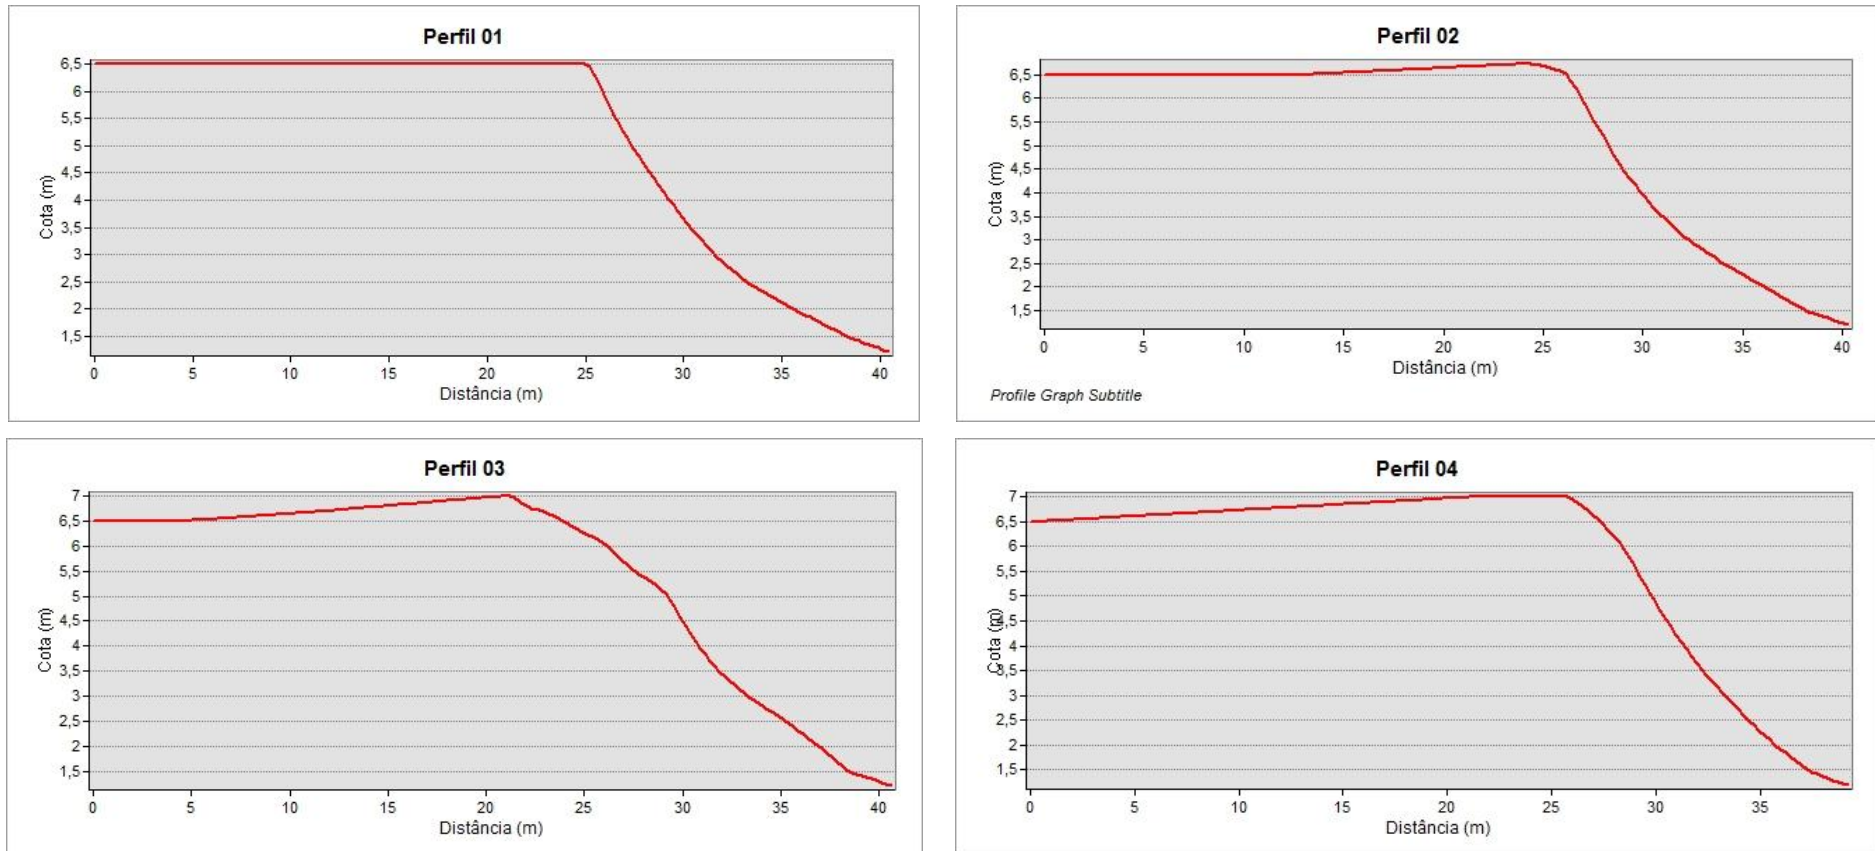 Perfil 01
6,5
6
5,5
5
4,5
4
3,5
3
2,5
2
1,5
Cota (m)
0 5 10 15 20 25 30 35 40
Distância (m)
Perfil 02
6,5
6
5,5
5
4,5
4
3,5
3
2,5
2
1,5
Cota (m)
0 5 10 15 20 25 30 35 40
Distância (m)
Profile Graph Subtitle
Perfil 03
7
6,5
6
5,5
5
4,5
4
3,5
3
2,5
2
1,5
Cota (m)
0 5 10 15 20 25 30 35 40
Distância (m)
Perfil 04
7
6,5
6
5,5
5
4,5
4
3,5
3
2,5
2
1,5
Cota (m)
0 5 10 15 20 25 30 35
Distância (m)